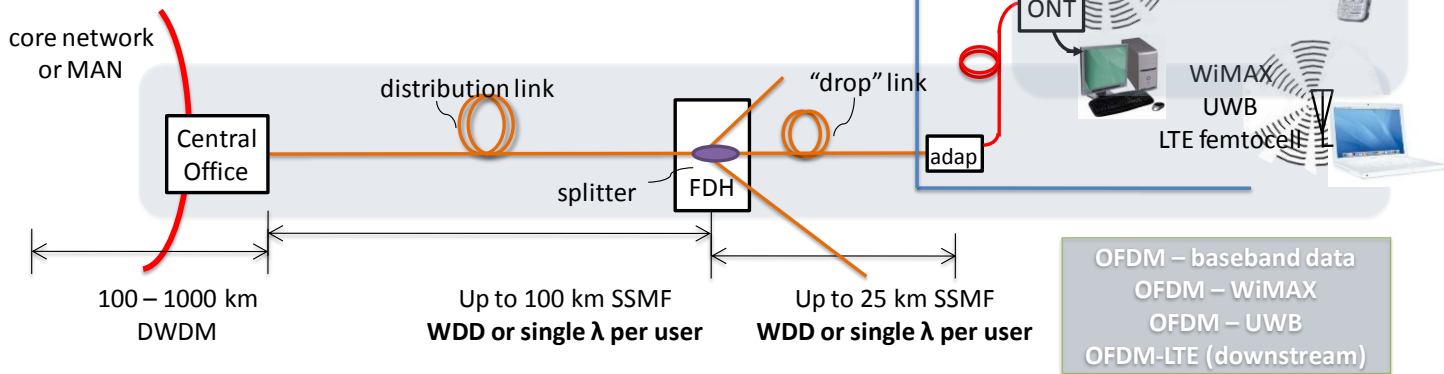 ONT
core network
or MAN
distribution link
“drop” link
WiMAX
UWB
LTE femtocell
Central
Office
adap
splitter
FDH
100 – 1000 km
DWDM
Up to 100 km SSMF
WDD or single λ per user
Up to 25 km SSMF
WDD or single λ per user
OFDM – baseband data
OFDM – WiMAX
OFDM – UWB
OFDM-LTE (downstream)